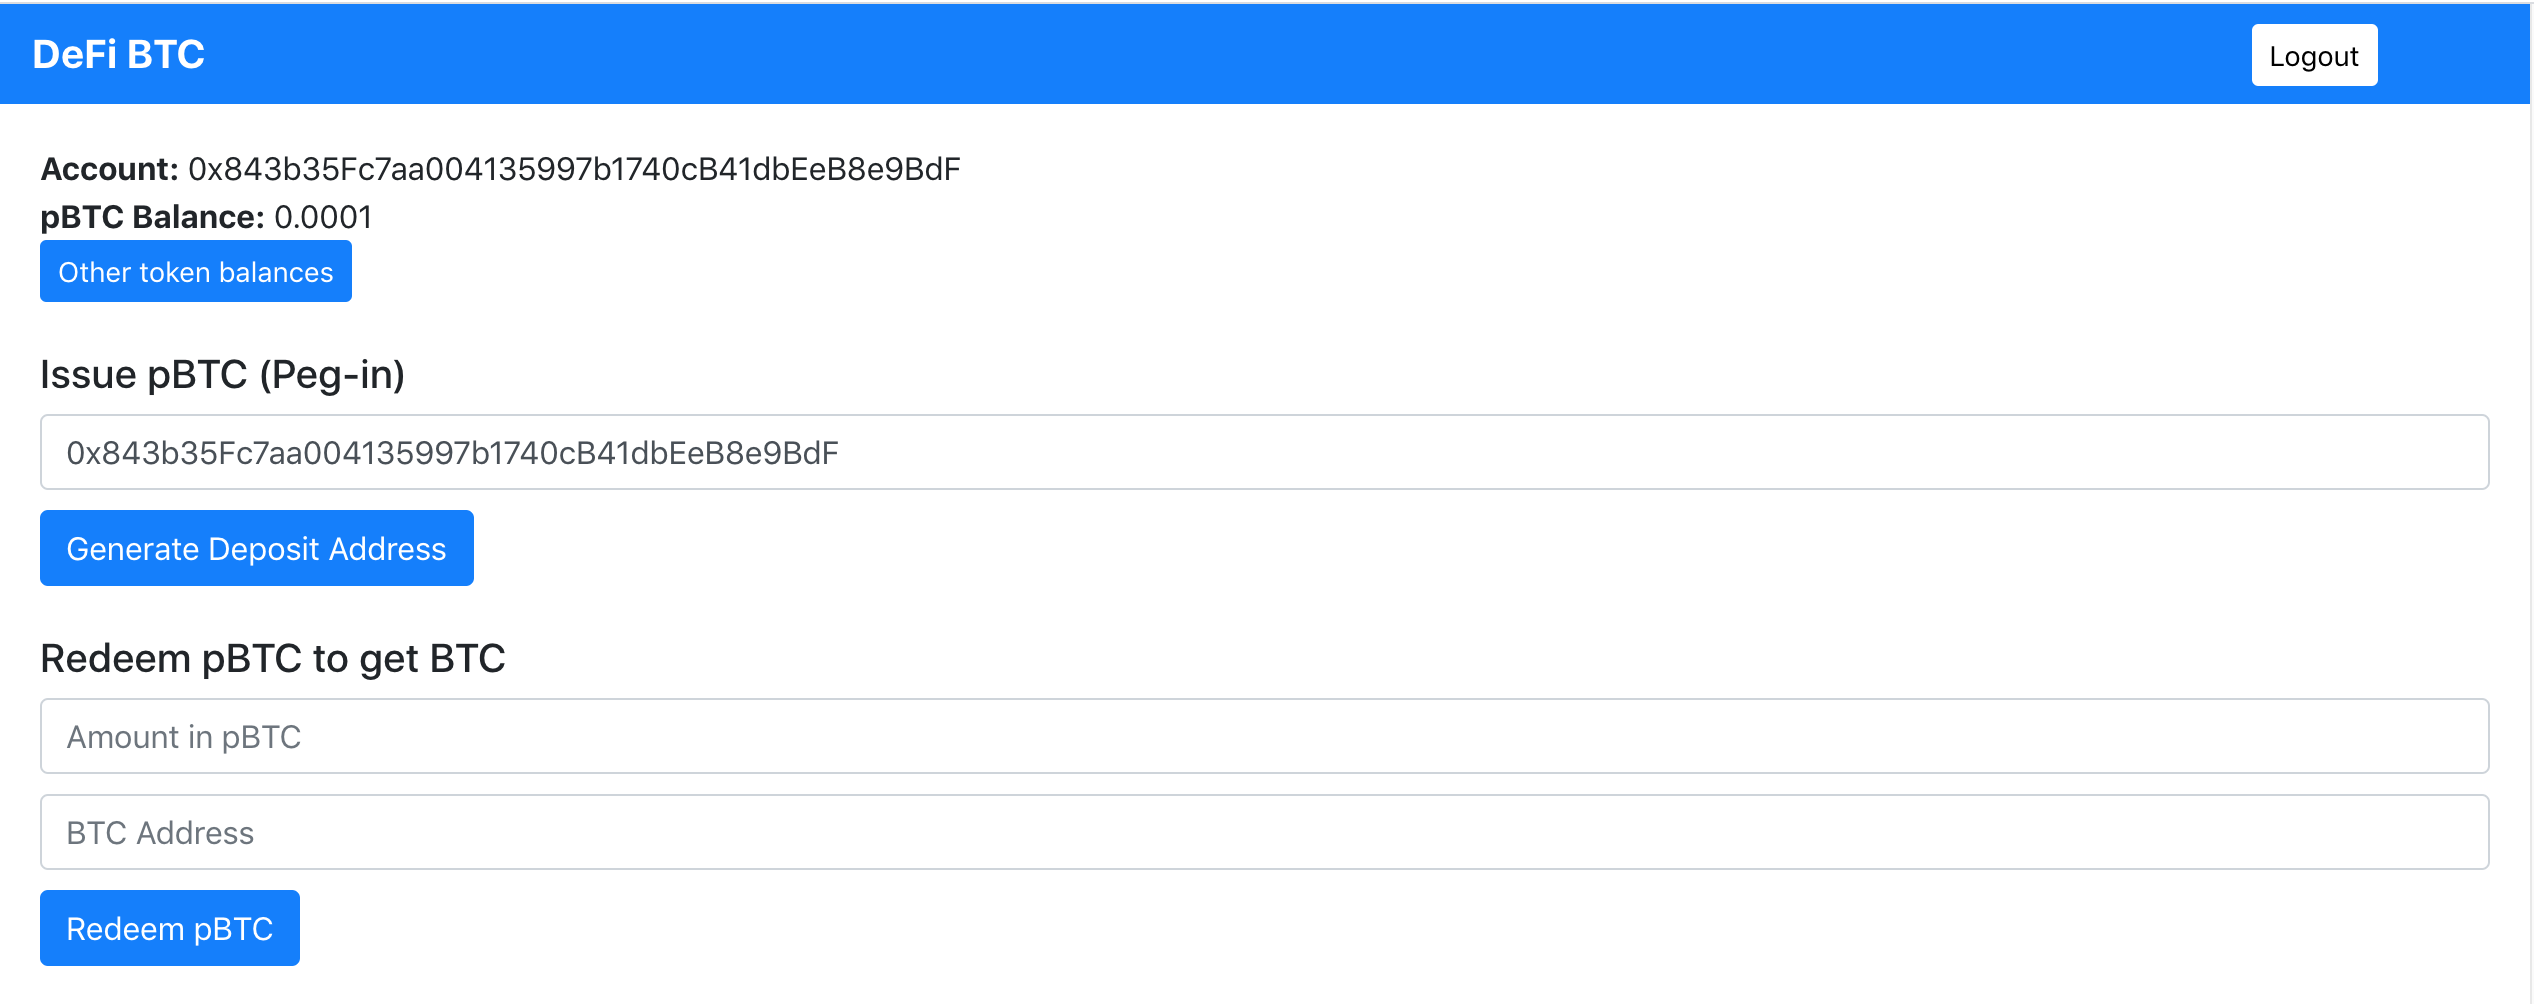 DeFi BTC
Logout
Account: 0x843b35Fc7aa004135997b1740cB41dbEeB8e9BdF
pBTC Balance: 0.0001
Other token balances
Issue pBTC (Peg-in)
0x843b35Fc7aa004135997b1740cB41dbEeB8e9BdF
Generate Deposit Address
Redeem pBTC to get BTC
Amount in pBTC
BTC Address
Redeem pBTC